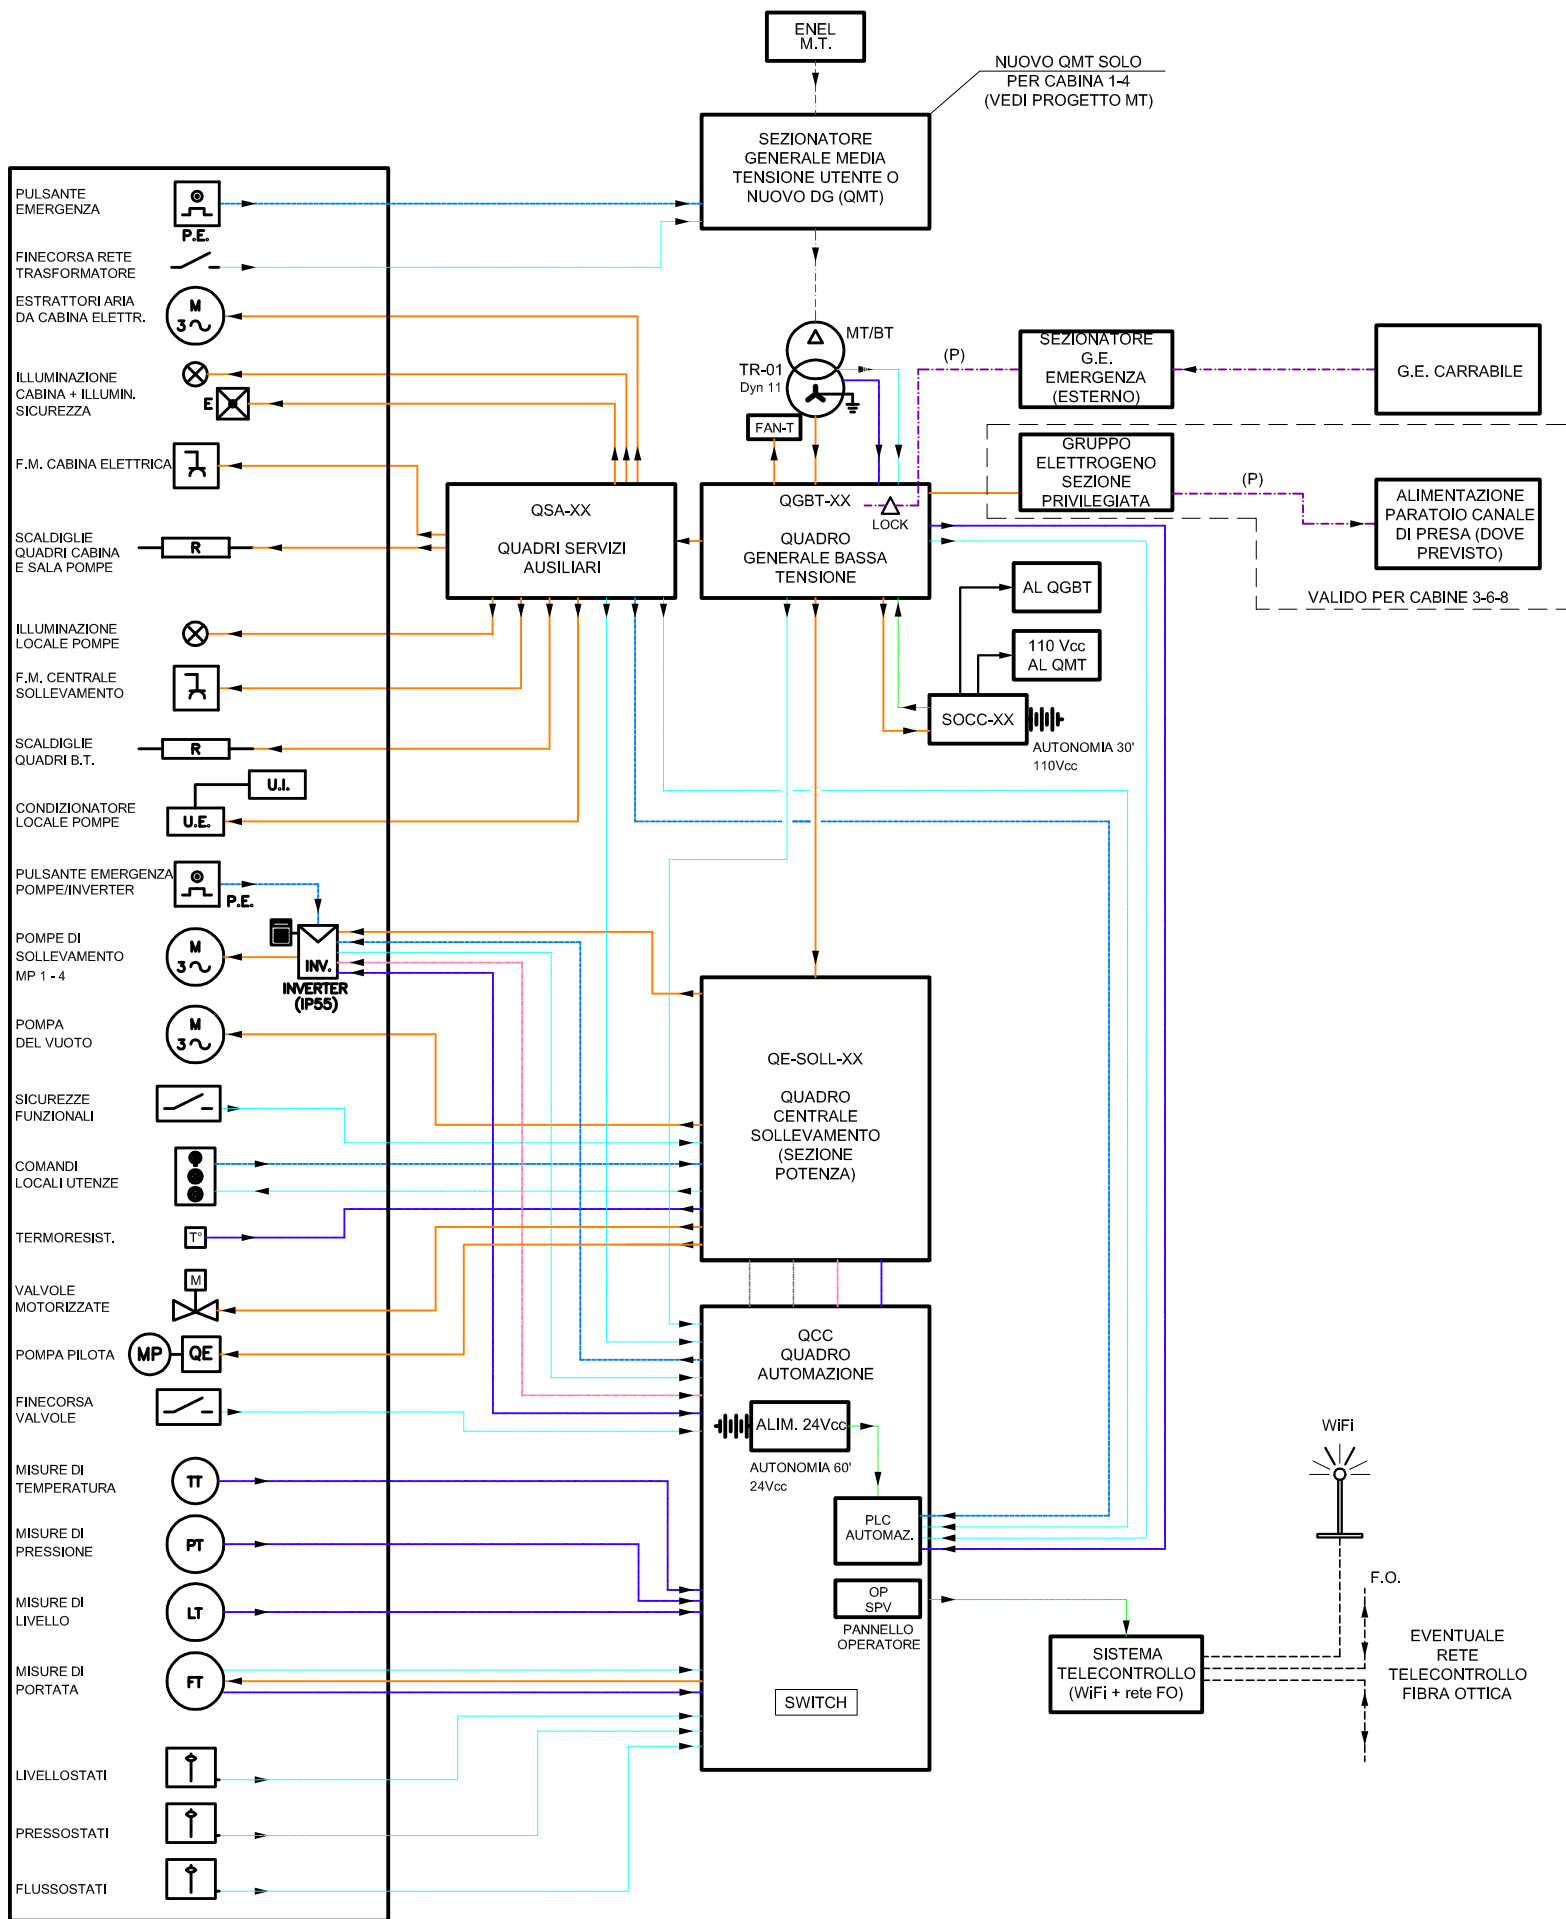 ENEL
M.T.
NUOVO QMT SOLO
PER CABINA 1-4
(VEDI PROGETTO MT)
SEZIONATORE
GENERALE MEDIA
TENSIONE UTENTE O
NUOVO DG (QMT)
PULSANTE
EMERGENZA
P.E.
FINECORSA RETE
TRASFORMATORE
ESTRATTORI ARIA
DA CABINA ELETTR.
M
3
ILLUMINAZIONE
CABINA + ILLUMIN.
SICUREZZA
E
F.M. CABINA ELETTRICA
SCALDIGLIE
QUADRI CABINA
E SALA POMPE
R
ILLUMINAZIONE
LOCALE POMPE
F.M. CENTRALE
SOLLEVAMENTO
SCALDIGLIE
QUADRI B.T.
R
U.I.
CONDIZIONATORE
LOCALE POMPE
U.E.
PULSANTE EMERGENZA
POMPE/INVERTER
P.E.
POMPE DI
SOLLEVAMENTO
MP 1 - 4
M
3
INV.
INVERTER
(IP55)
POMPA
DEL VUOTO
M
3
SICUREZZE
FUNZIONALI
COMANDI
LOCALI UTENZE
TERMORESIST.
T°
VALVOLE
MOTORIZZATE
M
POMPA PILOTA
MP
QE
FINECORSA
VALVOLE
MISURE DI
TEMPERATURA
TT
MISURE DI
PRESSIONE
PT
MISURE DI
LIVELLO
LT
MISURE DI
PORTATA
FT
LIVELLOSTATI
PRESSOSTATI
FLUSSOSTATI
MT/BT
TR-01
Dyn 11
FAN-T
(P)
SEZIONATORE
G.E.
EMERGENZA
(ESTERNO)
G.E. CARRABILE
GRUPPO
ELETTROGENO
SEZIONE
PRIVILEGIATA
(P)
ALIMENTAZIONE
PARATOIO CANALE
DI PRESA (DOVE
PREVISTO)
VALIDO PER CABINE 3-6-8
QSA-XX
QUADRI SERVIZI
AUSILIARI
QGBT-XX
LOCK
QUADRO
GENERALE BASSA
TENSIONE
AL QGBT
110 Vcc
AL QMT
SOCC-XX
AUTONOMIA 30'
110Vcc
QE-SOLL-XX
QUADRO
CENTRALE
SOLLEVAMENTO
(SEZIONE
POTENZA)
QCC
QUADRO
AUTOMAZIONE
ALIM. 24Vcc
AUTONOMIA 60'
24Vcc
PLC
AUTOMAZ.
OP
SPV
PANNELLO
OPERATORE
SWITCH
WiFi
F.O.
SISTEMA
TELECONTROLLO
(WiFi + rete FO)
EVENTUALE
RETE
TELECONTROLLO
FIBRA OTTICA